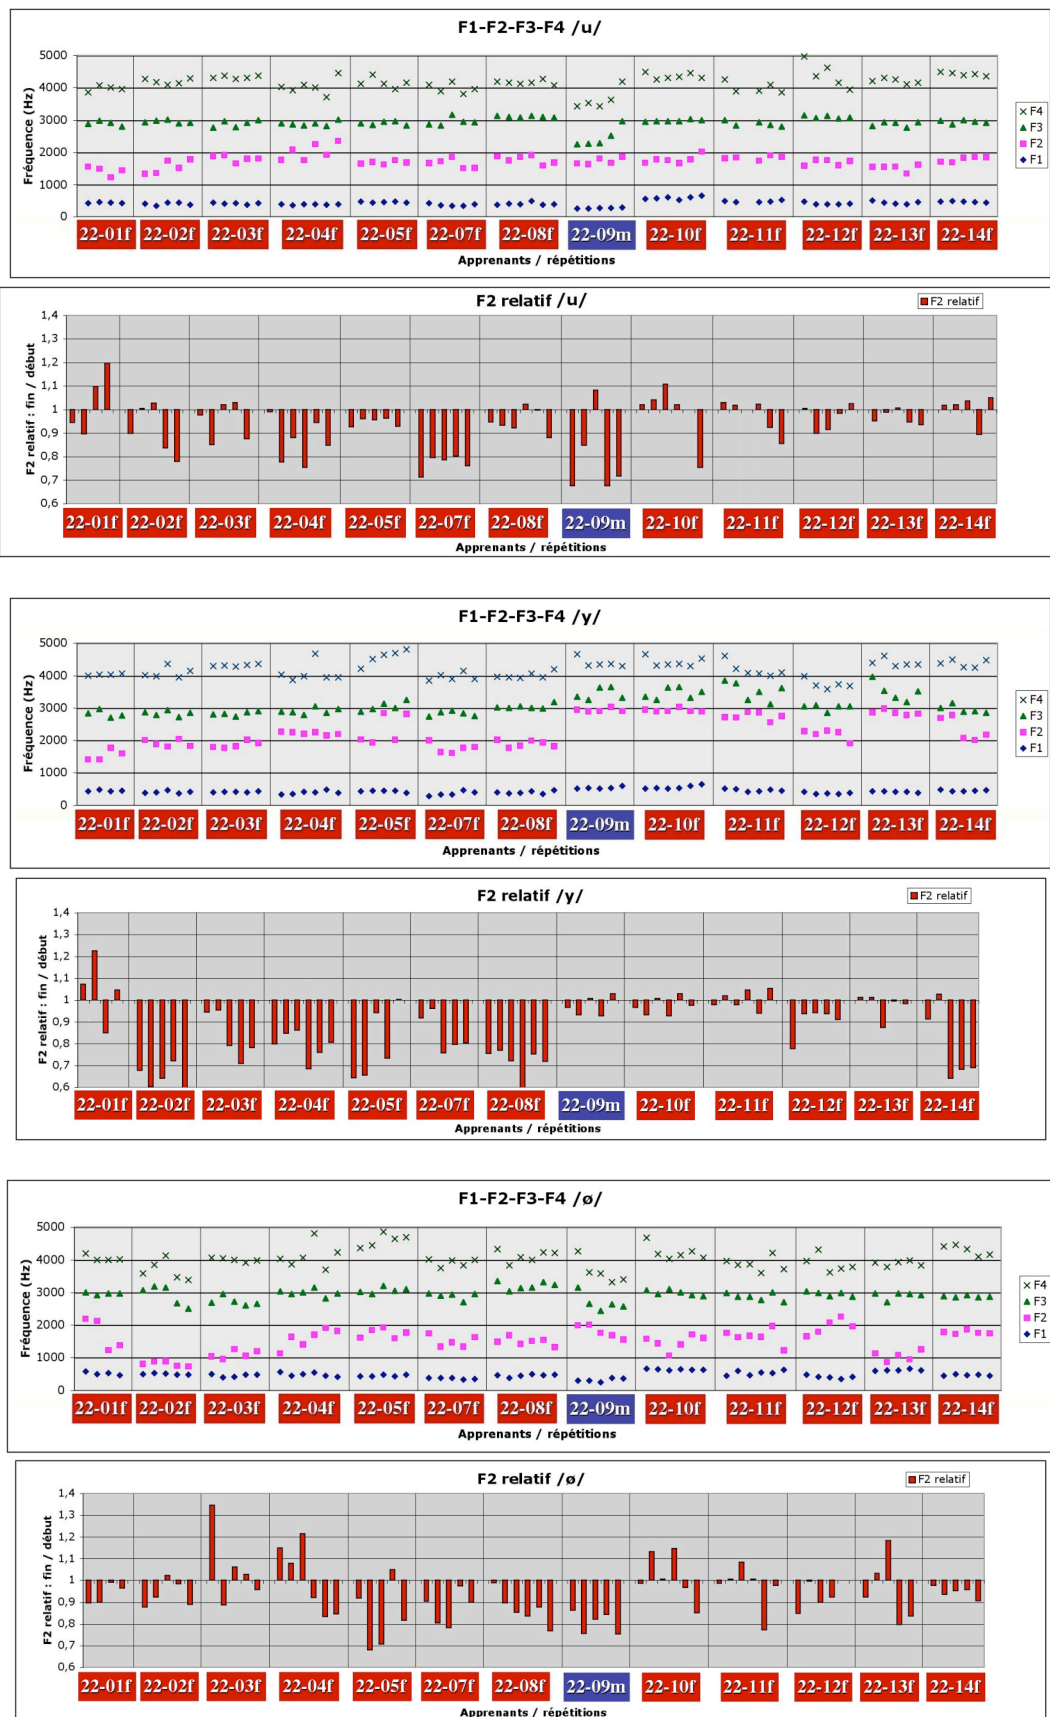 F1-F2-F3-F4 /u/
Fréquence (Hz)
5000
4000
3000
2000
1000
0
F4
F3
F2
F1
22-01f 22-02f 22-03f 22-04f 22-05f 22-07f 22-08f 22-09m 22-10f 22-11f 22-12f 22-13f 22-14f
Apprenants / répétitions
F2 relatif /u/
F2 relatif
F2 relatif : fin / début
1,4
1,3
1,2
1,1
1
0,9
0,8
0,7
0,6
22-01f 22-02f 22-03f 22-04f 22-05f 22-07f 22-08f 22-09m 22-10f 22-11f 22-12f 22-13f 22-14f
Apprenants / répétitions
F1-F2-F3-F4 /y/
Fréquence (Hz)
5000
4000
3000
2000
1000
0
F4
F3
F2
F1
22-01f 22-02f 22-03f 22-04f 22-05f 22-07f 22-08f 22-09m 22-10f 22-11f 22-12f 22-13f 22-14f
Apprenants / répétitions
F2 relatif /y/
F2 relatif
F2 relatif : fin / début
1,4
1,3
1,2
1,1
1
0,9
0,8
0,7
0,6
22-01f 22-02f 22-03f 22-04f 22-05f 22-07f 22-08f 22-09m 22-10f 22-11f 22-12f 22-13f 22-14f
Apprenants / répétitions
F1-F2-F3-F4 /ø/
Fréquence (Hz)
5000
4000
3000
2000
1000
0
F4
F3
F2
F1
22-01f 22-02f 22-03f 22-04f 22-05f 22-07f 22-08f 22-09m 22-10f 22-11f 22-12f 22-13f 22-14f
Apprenants / répétitions
F2 relatif /ø/
F2 relatif
F2 relatif : fin / début
1,4
1,3
1,2
1,1
1
0,9
0,8
0,7
0,6
22-01f 22-02f 22-03f 22-04f 22-05f 22-07f 22-08f 22-09m 22-10f 22-11f 22-12f 22-13f 22-14f
Apprenants / répétitions